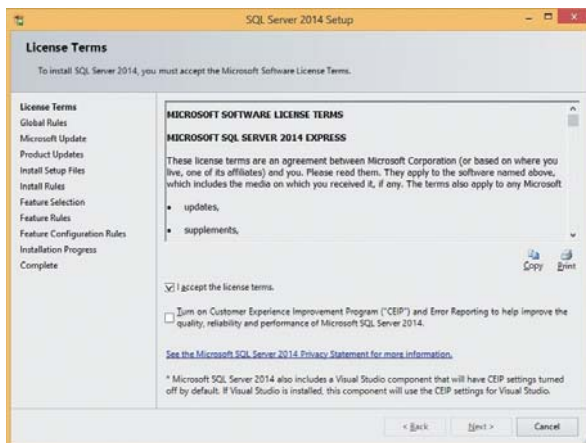 SQL Server 2014 Setup
License Terms
To install SQL Server 2014, you must accept the Microsoft Software License Terms.
License Terms
Global Rules
Microsoft Update
Product Updates
Install Setup Files
Install Rules
Feature Selection
Feature Rules
Feature Configuration Rules
Installation Progress
Complete
MICROSOFT SOFTWARE LICENSE TERMS
MICROSOFT SQL SERVER 2014 EXPRESS
These license terms are an agreement between Microsoft Corporation (or based on where you
live, one of its affiliates) and you. Please read them. They apply to the software named above,
which includes the media on which you received it, if any. The terms also apply to any Microsoft
• updates,
• supplements,
Copy Print
I accept the license terms.
Turn on Customer Experience Improvement Program ("CEIP") and Error Reporting to help improve the
quality, reliability and performance of Microsoft SQL Server 2014.
See the Microsoft SQL Server 2014 Privacy Statement for more information.
* Microsoft SQL Server 2014 also includes a Visual Studio component that will have CEIP settings turned
off by default. If Visual Studio is installed, this component will use the CEIP settings for Visual Studio.
< Back Next > Cancel